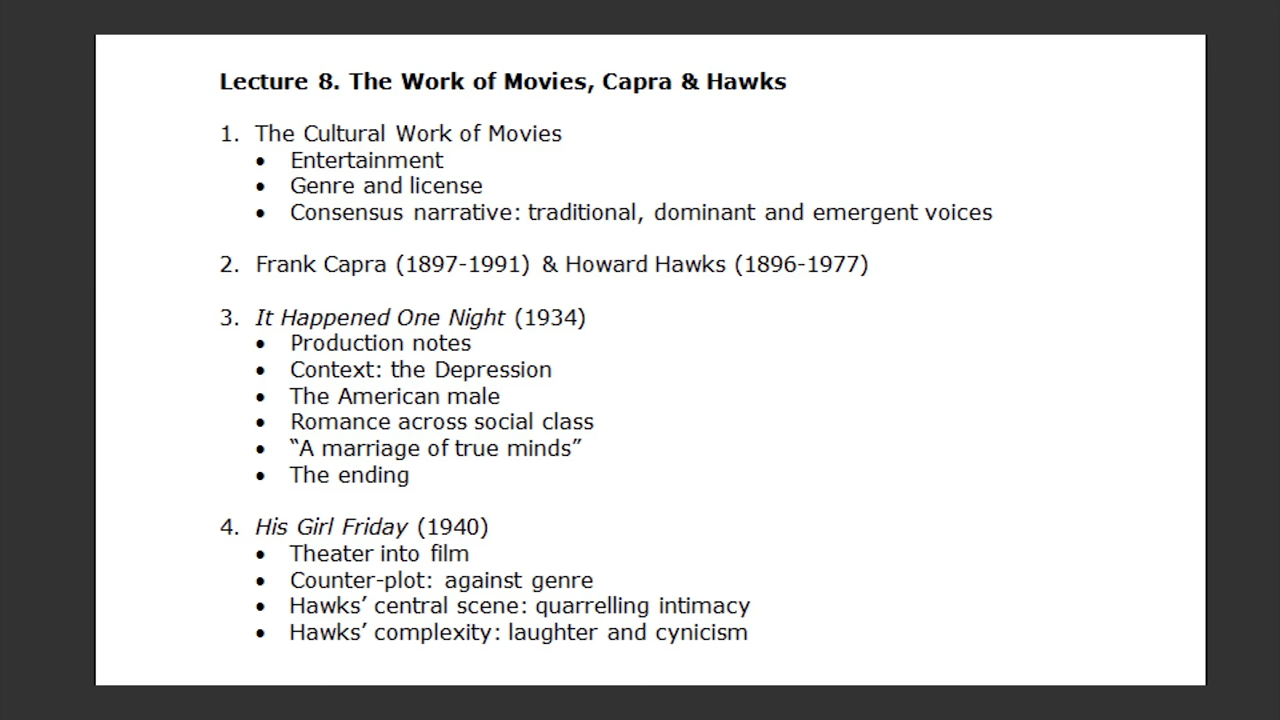 Lecture 8. The Work of Movies, Capra & Hawks
1. The Cultural Work of Movies
• Entertainment
• Genre and license
• Consensus narrative: traditional, dominant and emergent voices
2. Frank Capra (1897-1991) & Howard Hawks (1896-1977)
3. It Happened One Night (1934)
• Production notes
• Context: the Depression
• The American male
• Romance across social class
• “A marriage of true minds”
• The ending
4. His Girl Friday (1940)
• Theater into film
• Counter-plot: against genre
• Hawks’ central scene: quarrelling intimacy
• Hawks’ complexity: laughter and cynicism